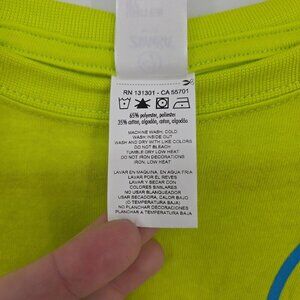 RN 131301 - CA 55701
65% polyester, poliéster
35% cotton, algodón, coton, algodão
MACHINE WASH, COLD
WASH INSIDE OUT
WASH AND DRY WITH LIKE COLORS
DO NOT BLEACH
TUMBLE DRY LOW HEAT
DO NOT IRON DECORATIONS
IRON, LOW HEAT
LAVAR EN MAQUINA, EN AGUA FRIA
LAVAR POR EL REVES
LAVAR Y SECAR CON
COLORES SIMILARES
NO USAR BLANQUEADOR
USAR SECADORA, CALOR BAJO
NO PLANCHAR DECORACIONES
PLANCHAR A TEMPERATURA BAJA